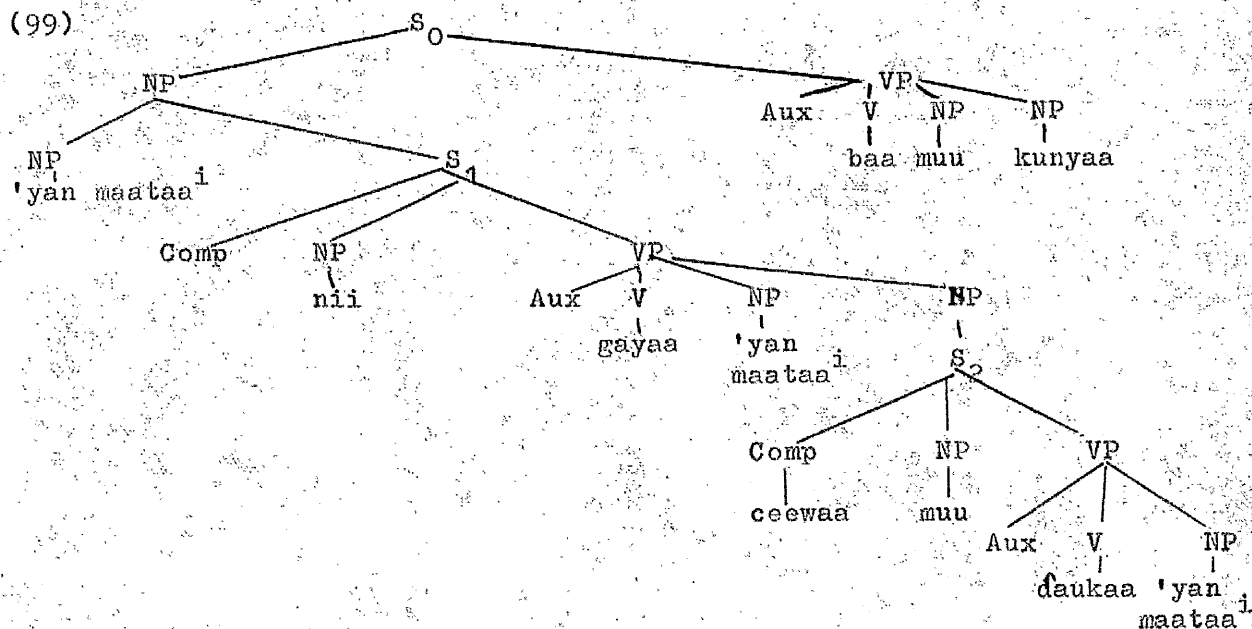 (99)
S0
NP VP
Aux V NP NP
baa muu kunyaa
NP S1
'yan maataa i
Comp NP VP
nii Aux V NP NP
gayaa 'yan
maataa i S2
Comp NP VP
ceewaa muu
Aux V NP
ɗaukaa 'yan
maataa i